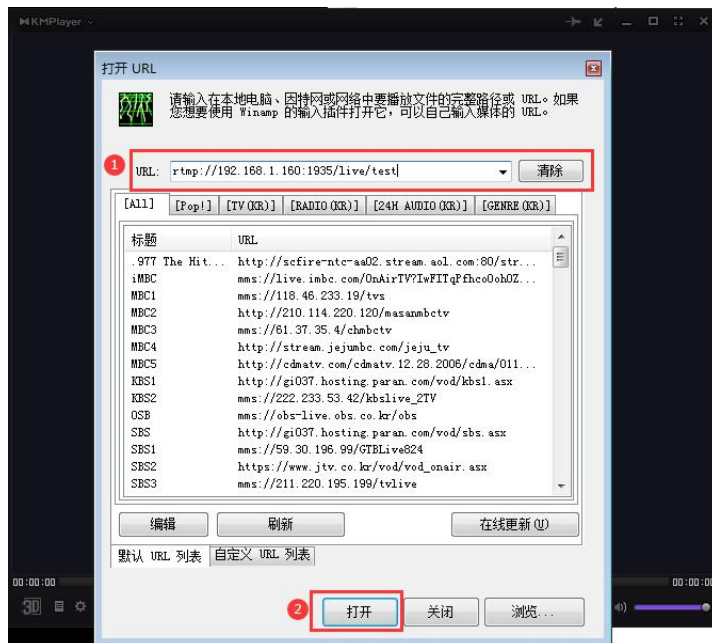 KMPlayer
打开 URL
请输入在本地电脑、因特网或网络中要播放文件的完整路径或 URL。如果
您想要使用 Winamp 的输入插件打开它，可以自己输入媒体的 URL。
1
URL: rtmp://192.168.1.160:1935/live/test 清除
[All] [Pop!] [TV(KR)] [RADIO(KR)] [24H AUDIO(KR)] [GENRE(KR)]
标题 URL
.977 The Hit... http://scfire-ntc-aa02.stream.aol.com:80/str...
iMBC mms://live.imbc.com/OnAirTV?IwFITqPfhcoOohOZ...
MBC1 mms://118.46.233.19/tvs
MBC2 http://210.114.220.120/masanmbctv
MBC3 mms://61.37.35.4/chmbctv
MBC4 http://stream.jejumbc.com/jeju_tv
MBC5 http://cdmatv.com/cdmatv.12.28.2006/cdma/011...
KBS1 http://gi037.hosting.paran.com/vod/kbs1.asx
KBS2 mms://222.233.53.42/kbslive_2TV
OSB mms://obs-live.obs.co.kr/obs
SBS http://gi037.hosting.paran.com/vod/sbs.asx
SBS1 mms://59.30.196.99/GTBLive824
SBS2 https://www.jtv.co.kr/vod/vod_onair.asx
SBS3 mms://211.220.195.199/tvlive
编辑 刷新 在线更新(U)
默认 URL 列表 自定义 URL 列表
00:00:00 00:00:00
3D
2 打开 关闭 浏览...